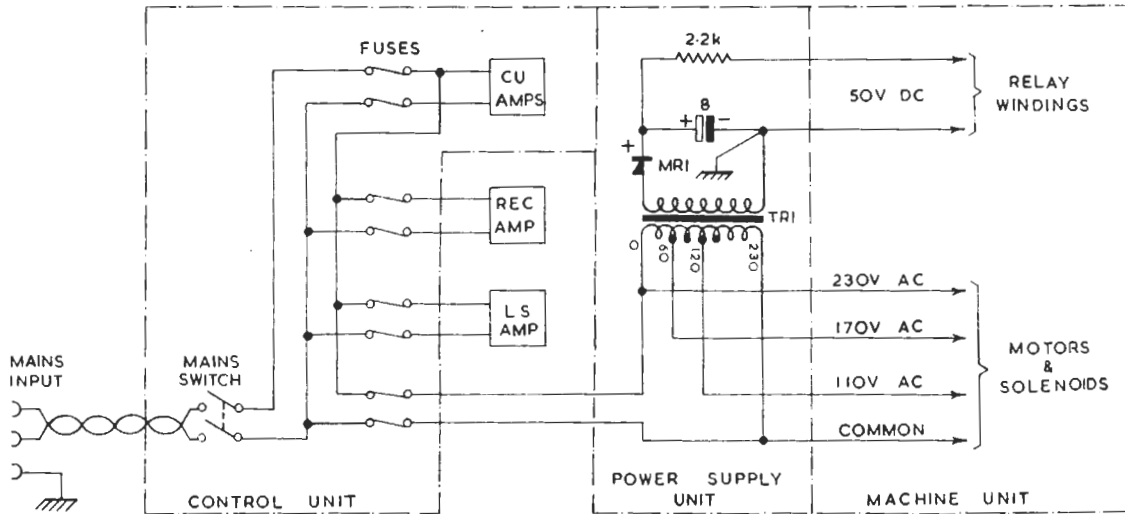 FUSES
CU
AMPS
REC
AMP
LS
AMP
MAINS
INPUT
MAINS
SWITCH
CONTROL UNIT
2·2k
8
+ −
+
MR1
TR1
0
60
120
230
POWER SUPPLY
UNIT
50V DC
RELAY
WINDINGS
230V AC
170V AC
110V AC
COMMON
MOTORS
&
SOLENOIDS
MACHINE UNIT